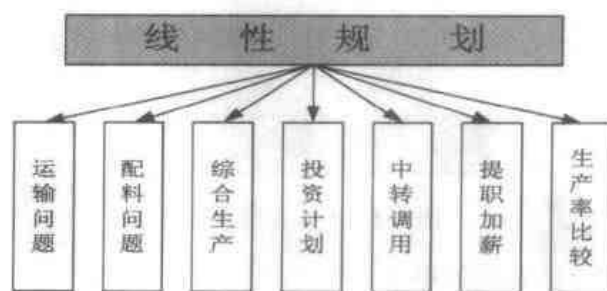 线性规划
运输问题
配料问题
综合生产
投资计划
中转调用
提职加薪
生产率比较